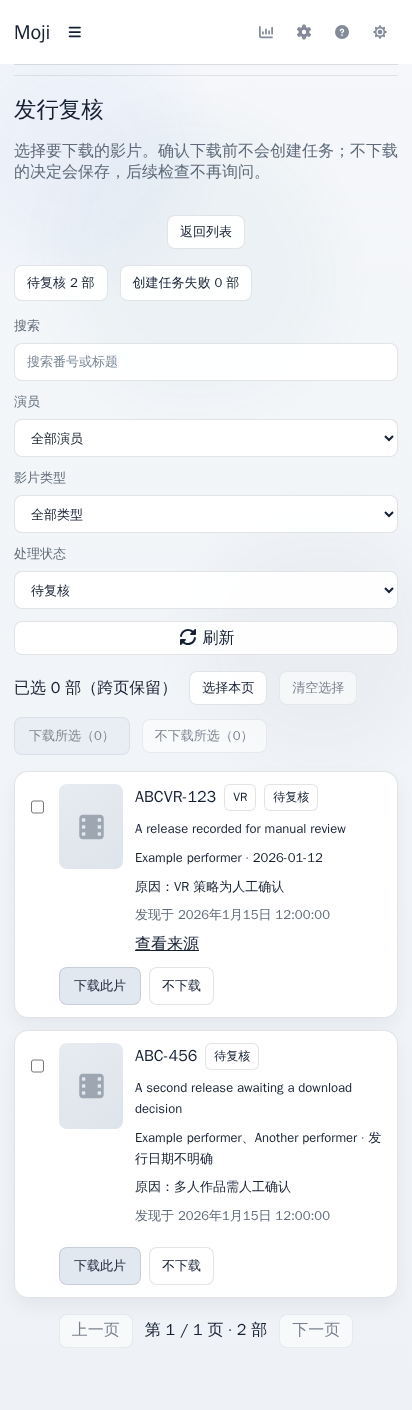 Moji
发行复核
选择要下载的影片。确认下载前不会创建任务；不下载
的决定会保存，后续检查不再询问。
返回列表
待复核 2 部 创建任务失败 0 部
搜索
搜索番号或标题
演员
全部演员
影片类型
全部类型
处理状态
待复核
刷新
已选 0 部（跨页保留） 选择本页 清空选择
下载所选（0） 不下载所选（0）
ABCVR-123 VR 待复核
A release recorded for manual review
Example performer · 2026-01-12
原因：VR 策略为人工确认
发现于 2026年1月15日 12:00:00
查看来源
下载此片 不下载
ABC-456 待复核
A second release awaiting a download
decision
Example performer、Another performer · 发
行日期不明确
原因：多人作品需人工确认
发现于 2026年1月15日 12:00:00
下载此片 不下载
上一页 第 1 / 1 页 · 2 部 下一页